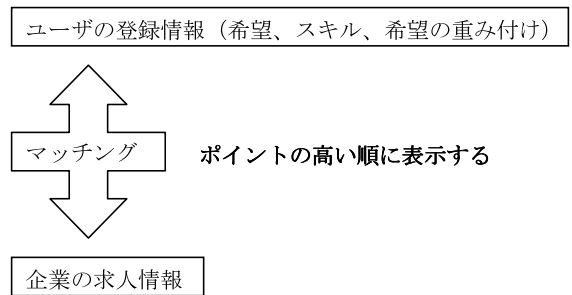 ユーザの登録情報（希望、スキル、希望の重み付け）
マッチング
ポイントの高い順に表示する
企業の求人情報